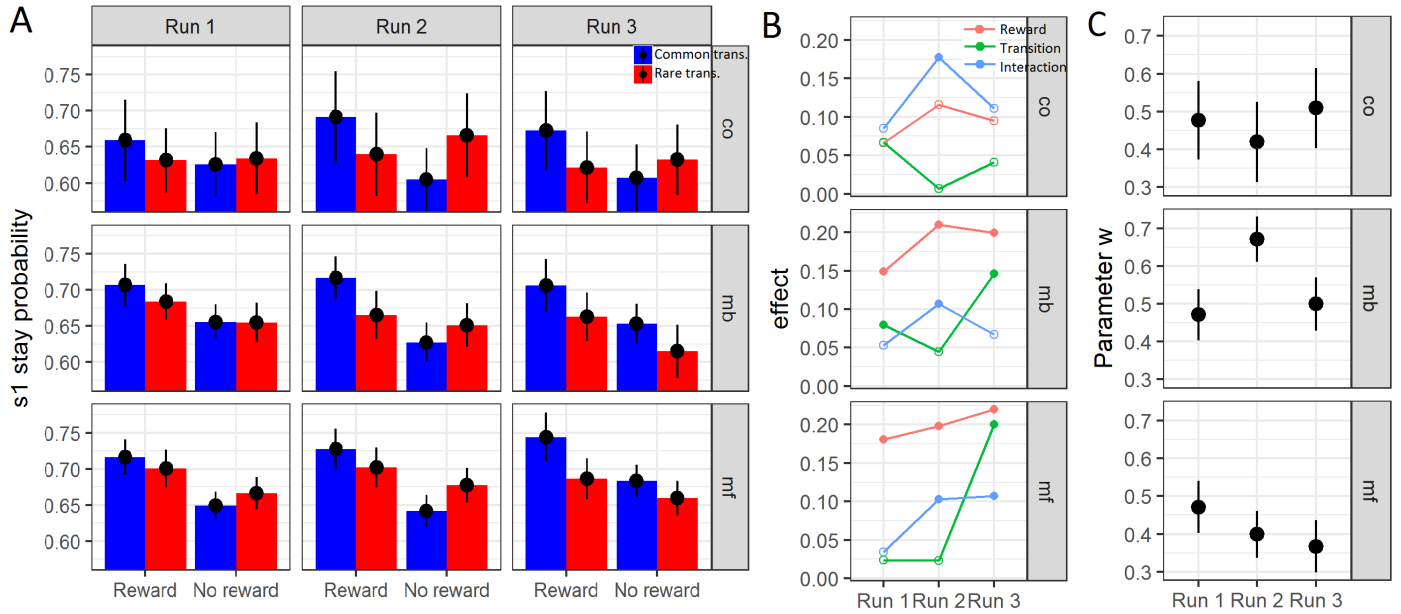 A
Run 1
Run 2
Run 3
Common trans.
Rare trans.
0.75
0.70
0.65
0.60
co
0.75
0.70
0.65
0.60
mb
0.75
0.70
0.65
0.60
mf
s1 stay probability
Reward No reward
Reward No reward
Reward No reward
B
Reward
Transition
Interaction
0.20
0.15
0.10
0.05
0.00
co
0.20
0.15
0.10
0.05
0.00
mb
0.20
0.15
0.10
0.05
0.00
mf
effect
Run 1 Run 2 Run 3
C
0.7
0.6
0.5
0.4
0.3
co
0.7
0.6
0.5
0.4
0.3
mb
0.7
0.6
0.5
0.4
0.3
mf
Parameter w
Run 1 Run 2 Run 3